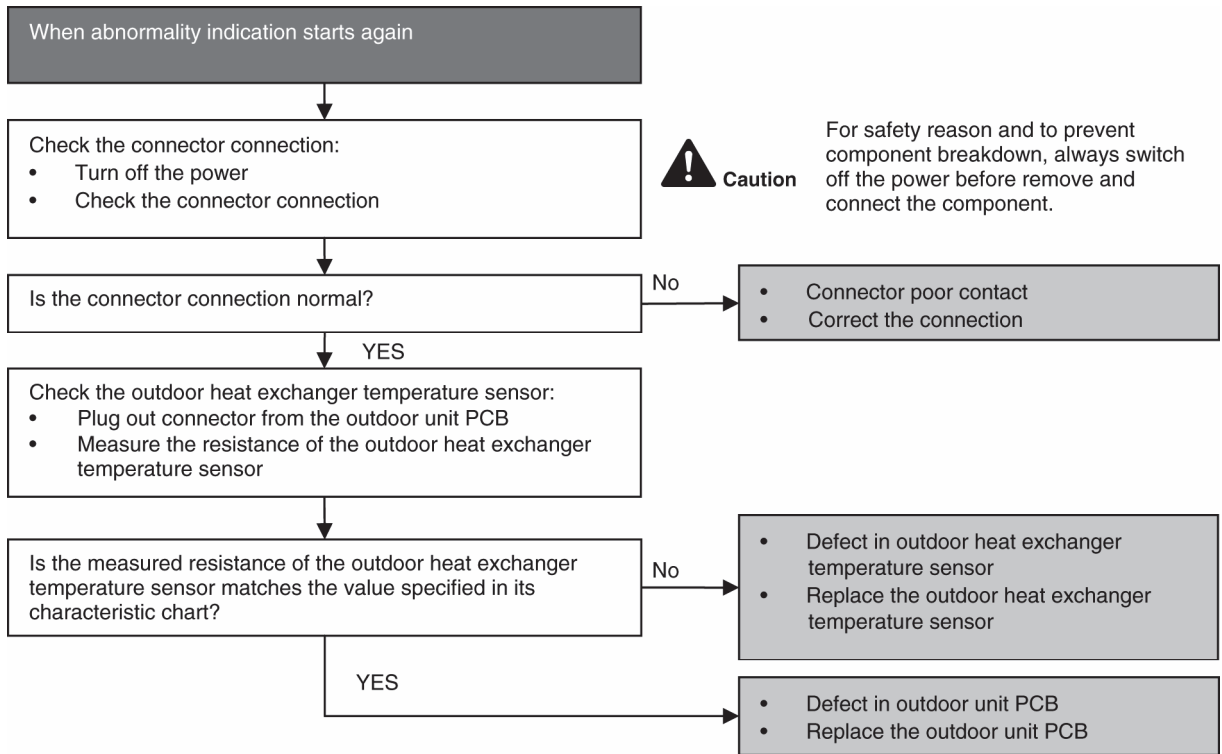 When abnormality indication starts again
Check the connector connection:
• Turn off the power
• Check the connector connection
Caution
For safety reason and to prevent
component breakdown, always switch
off the power before remove and
connect the component.
Is the connector connection normal?
No
• Connector poor contact
• Correct the connection
YES
Check the outdoor heat exchanger temperature sensor:
• Plug out connector from the outdoor unit PCB
• Measure the resistance of the outdoor heat exchanger
temperature sensor
Is the measured resistance of the outdoor heat exchanger
temperature sensor matches the value specified in its
characteristic chart?
No
• Defect in outdoor heat exchanger
temperature sensor
• Replace the outdoor heat exchanger
temperature sensor
YES
• Defect in outdoor unit PCB
• Replace the outdoor unit PCB